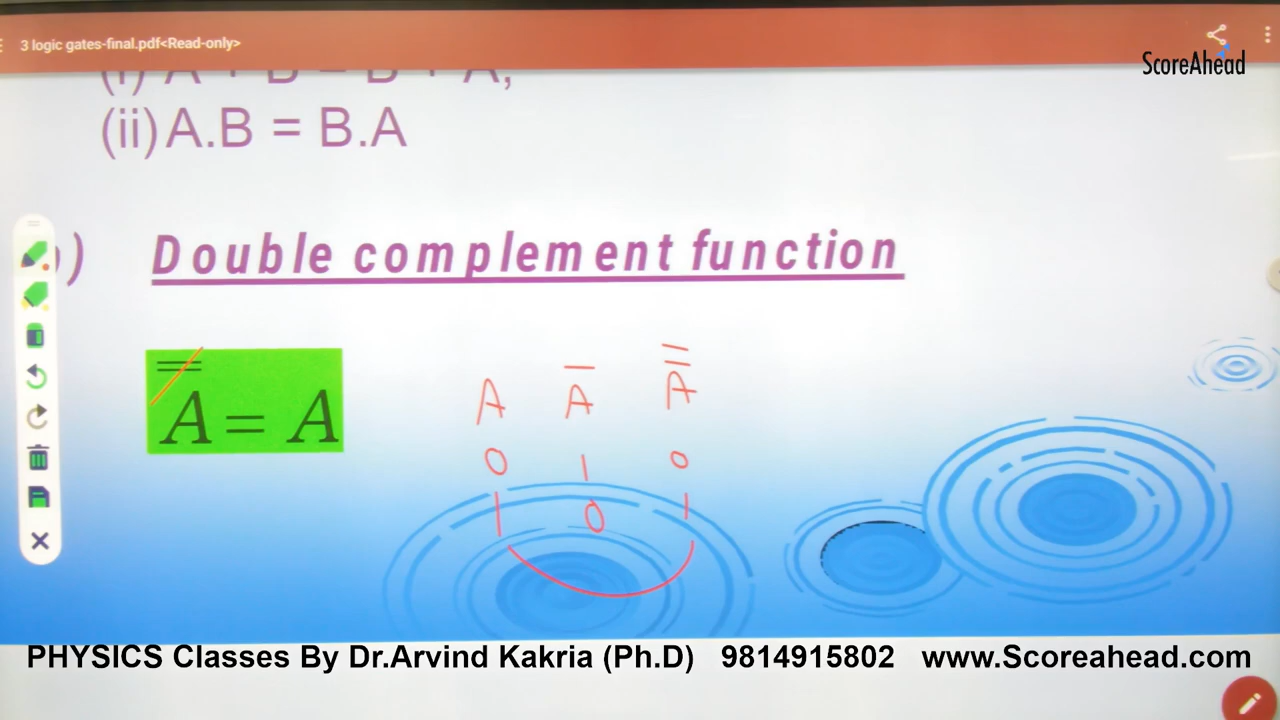 3 logic gates-final.pdf<Read-only>
ScoreAhead
(i) A + B = B + A,
(ii) A.B = B.A
) Double complement function
A̿ = A
A A̅ A̿
0 1 0
1 0 1
PHYSICS Classes By Dr.Arvind Kakria (Ph.D) 9814915802 www.Scoreahead.com